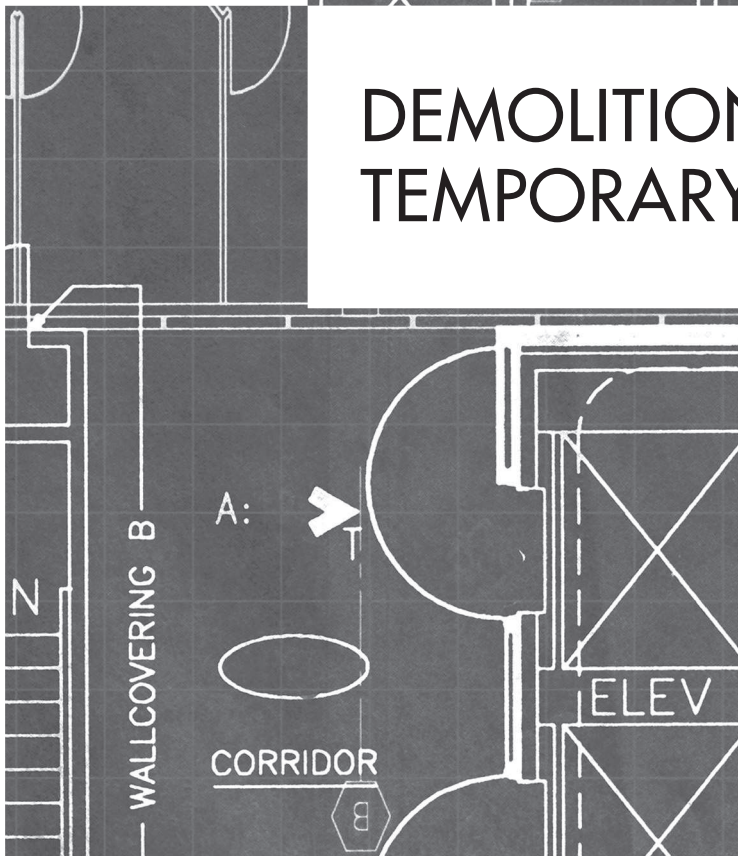 DEMOLITION
TEMPORARY
A:
T
WALLCOVERING B
N
ELEV
CORRIDOR
B